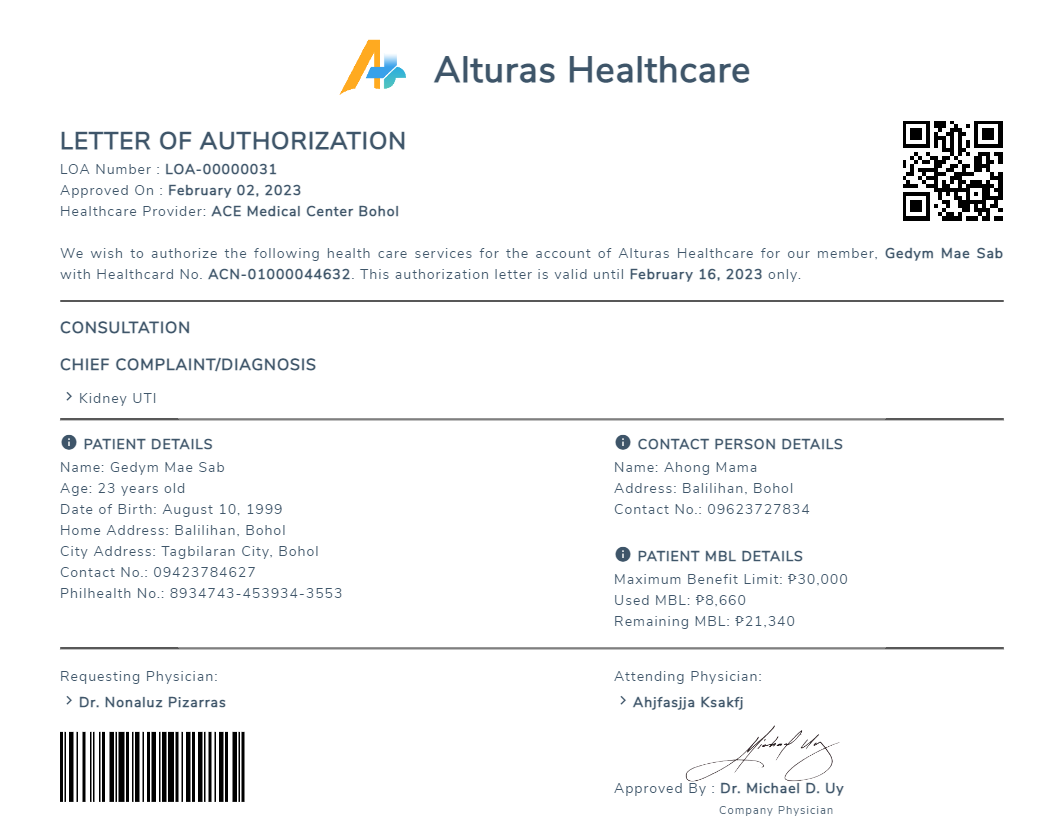 Alturas Healthcare
LETTER OF AUTHORIZATION
LOA Number : LOA-00000031
Approved On : February 02, 2023
Healthcare Provider: ACE Medical Center Bohol
We wish to authorize the following health care services for the account of Alturas Healthcare for our member, Gedym Mae Sab
with Healthcard No. ACN-01000044632. This authorization letter is valid until February 16, 2023 only.
CONSULTATION
CHIEF COMPLAINT/DIAGNOSIS
Kidney UTI
PATIENT DETAILS
Name: Gedym Mae Sab
Age: 23 years old
Date of Birth: August 10, 1999
Home Address: Balilihan, Bohol
City Address: Tagbilaran City, Bohol
Contact No.: 09423784627
Philhealth No.: 8934743-453934-3553
CONTACT PERSON DETAILS
Name: Ahong Mama
Address: Balilihan, Bohol
Contact No.: 09623727834
PATIENT MBL DETAILS
Maximum Benefit Limit: ₱30,000
Used MBL: ₱8,660
Remaining MBL: ₱21,340
Requesting Physician:
Dr. Nonaluz Pizarras
Attending Physician:
Ahjfasjja Ksakfj
Michael Uy
Approved By : Dr. Michael D. Uy
Company Physician